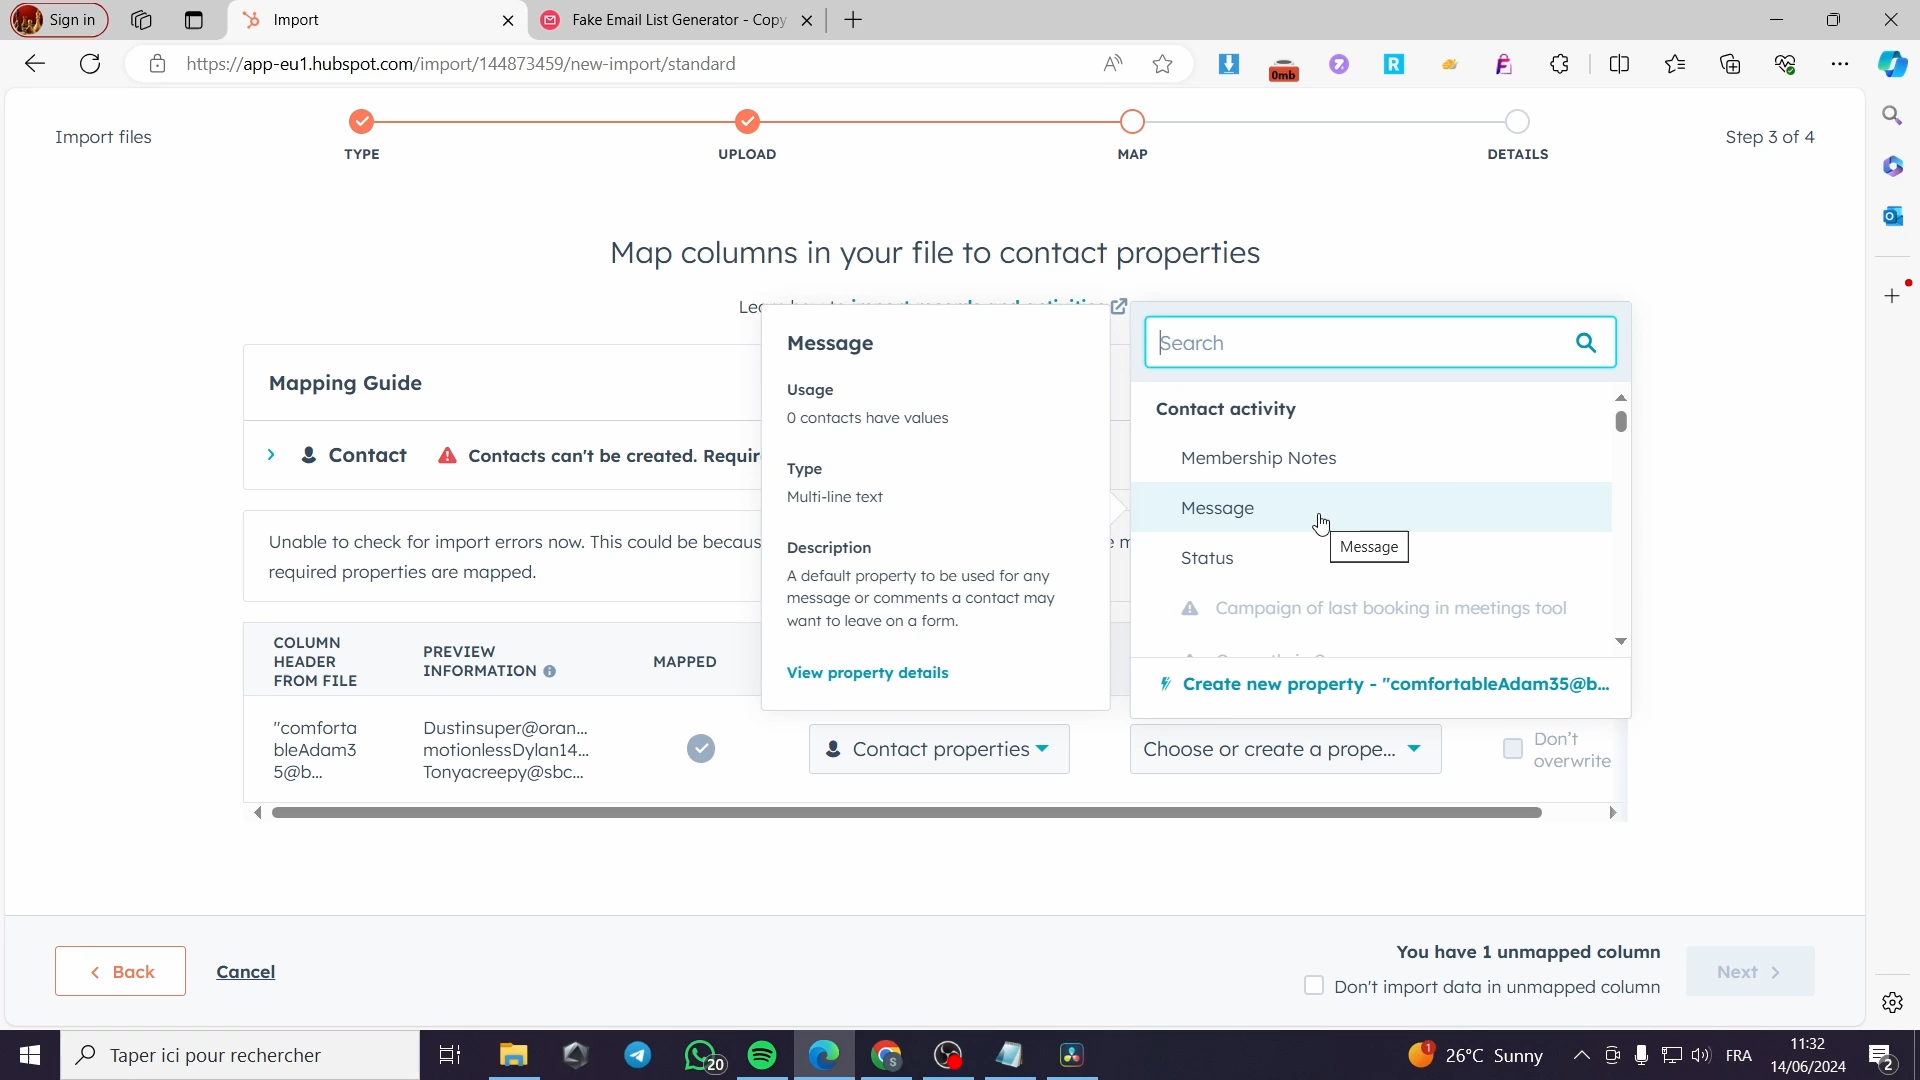 Sign in
Import
Fake Email List Generator - Copy
https://app-eu1.hubspot.com/import/144873459/new-import/standard
0mb
Import files
TYPE
UPLOAD
MAP
DETAILS
Step 3 of 4
Map columns in your file to contact properties
Mapping Guide
Contact
Contacts can't be created.
Unable to check for import errors now. This could be
required properties are mapped.
COLUMN
HEADER
FROM FILE
PREVIEW
INFORMATION
MAPPED
"comforta
bleAdam3
5@b...
Dustinsuper@oran...
motionlessDylan14...
Tonyacreepy@sbc...
Contact properties
Choose or create a prope...
Don't
overwrite
Message
Usage
0 contacts have values
Type
Multi-line text
Description
A default property to be used for any
message or comments a contact may
want to leave on a form.
View property details
Search
Contact activity
Membership Notes
Message
Message
Status
Campaign of last booking in meetings tool
Create new property - "comfortableAdam35@b...
Back
Cancel
You have 1 unmapped column
Don't import data in unmapped column
Next
Taper ici pour rechercher
20
1
26°C Sunny
FRA
11:32
14/06/2024
2